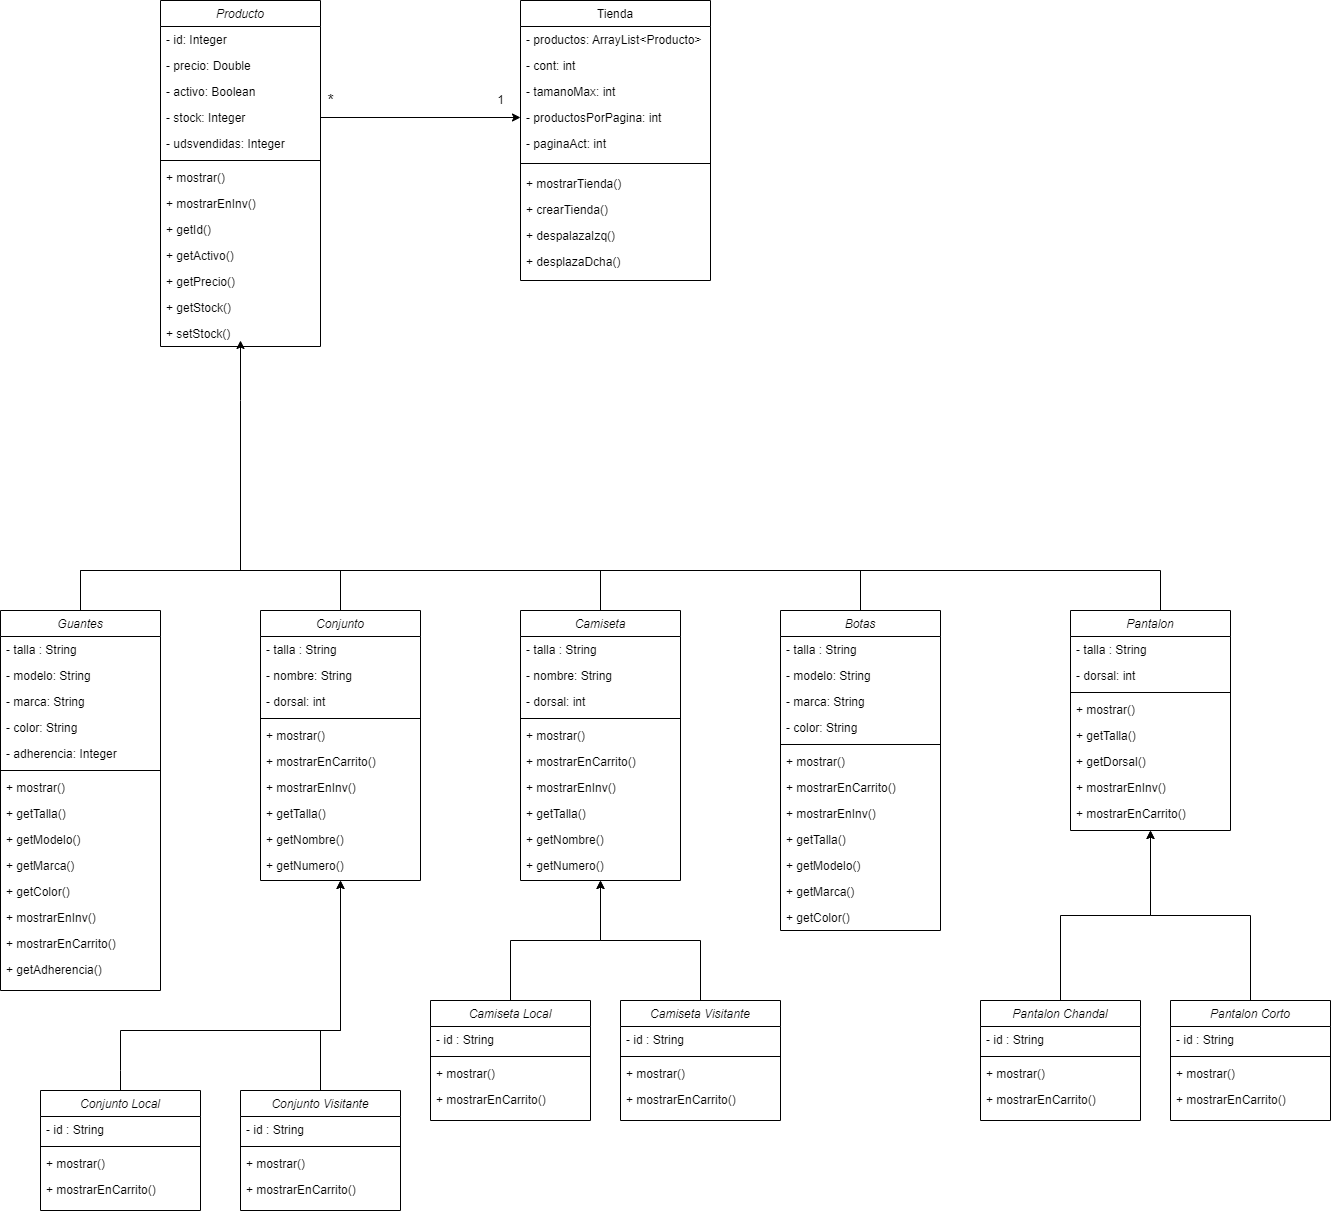 Producto
- id: Integer
- precio: Double
- activo: Boolean
- stock: Integer
- udsvendidas: Integer
+ mostrar()
+ mostrarEnInv()
+ getId()
+ getActivo()
+ getPrecio()
+ getStock()
+ setStock()
*
1
Tienda
- productos: ArrayList<Producto>
- cont: int
- tamanoMax: int
- productosPorPagina: int
- paginaAct: int
+ mostrarTienda()
+ crearTienda()
+ despalazaIzq()
+ desplazaDcha()
Guantes
- talla : String
- modelo: String
- marca: String
- color: String
- adherencia: Integer
+ mostrar()
+ getTalla()
+ getModelo()
+ getMarca()
+ getColor()
+ mostrarEnInv()
+ mostrarEnCarrito()
+ getAdherencia()
Conjunto
- talla : String
- nombre: String
- dorsal: int
+ mostrar()
+ mostrarEnCarrito()
+ mostrarEnInv()
+ getTalla()
+ getNombre()
+ getNumero()
Camiseta
- talla : String
- nombre: String
- dorsal: int
+ mostrar()
+ mostrarEnCarrito()
+ mostrarEnInv()
+ getTalla()
+ getNombre()
+ getNumero()
Botas
- talla : String
- modelo: String
- marca: String
- color: String
+ mostrar()
+ mostrarEnCarrito()
+ mostrarEnInv()
+ getTalla()
+ getModelo()
+ getMarca()
+ getColor()
Pantalon
- talla : String
- dorsal: int
+ mostrar()
+ getTalla()
+ getDorsal()
+ mostrarEnInv()
+ mostrarEnCarrito()
Conjunto Local
- id : String
+ mostrar()
+ mostrarEnCarrito()
Conjunto Visitante
- id : String
+ mostrar()
+ mostrarEnCarrito()
Camiseta Local
- id : String
+ mostrar()
+ mostrarEnCarrito()
Camiseta Visitante
- id : String
+ mostrar()
+ mostrarEnCarrito()
Pantalon Chandal
- id : String
+ mostrar()
+ mostrarEnCarrito()
Pantalon Corto
- id : String
+ mostrar()
+ mostrarEnCarrito()